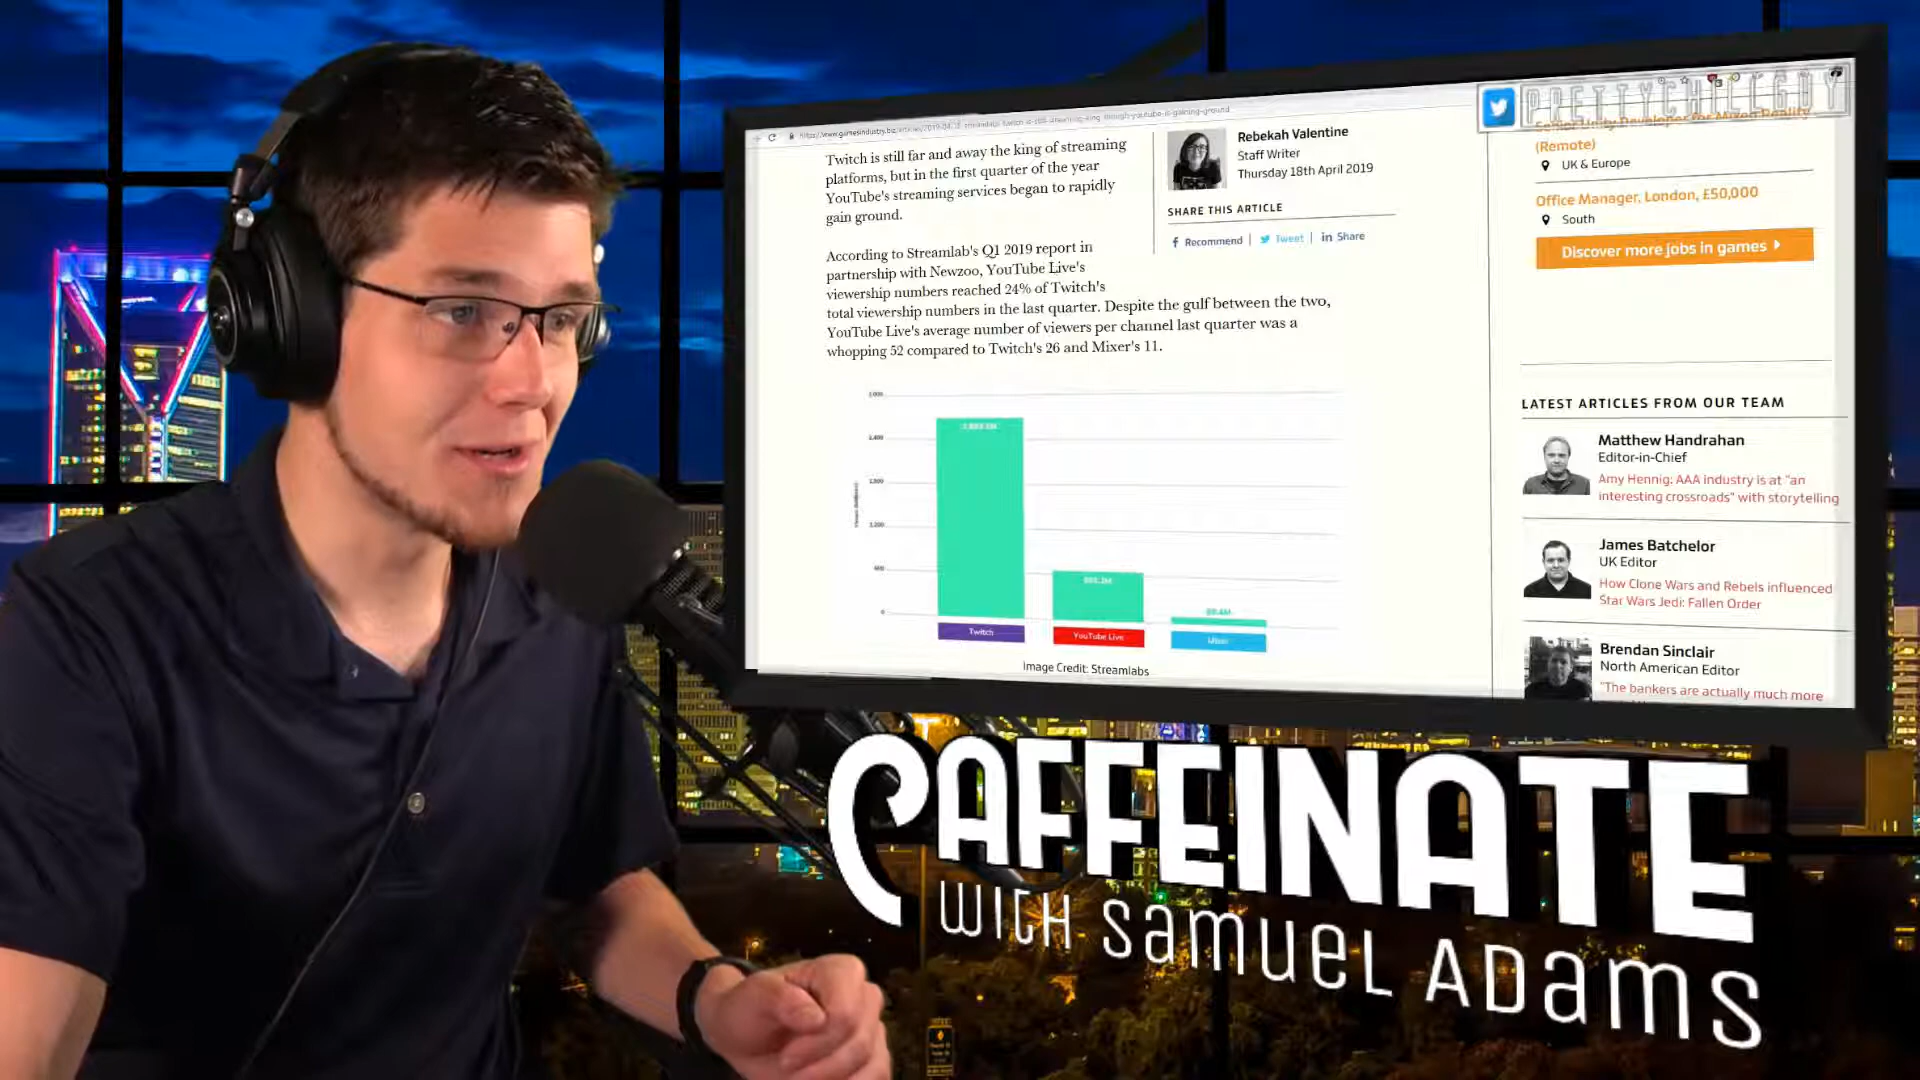 PRETTYCHILLGUY
Twitch is still far and away the king of streaming
platforms, but in the first quarter of the year
YouTube's streaming services began to rapidly
gain ground.
According to Streamlab's Q1 2019 report in
partnership with Newzoo, YouTube Live's
viewership numbers reached 24% of Twitch's
total viewership numbers in the last quarter. Despite the gulf between the two,
YouTube Live's average number of viewers per channel last quarter was a
whopping 52 compared to Twitch's 26 and Mixer's 11.
Rebekah Valentine
Staff Writer
Thursday 18th April 2019
SHARE THIS ARTICLE
Recommend
Tweet
in Share
Twitch
YouTube Live
Image Credit: Streamlabs
(Remote)
UK & Europe
Office Manager, London, £50,000
South
Discover more jobs in games
LATEST ARTICLES FROM OUR TEAM
Matthew Handrahan
Editor-in-Chief
Amy Hennig: AAA industry is at "an
interesting crossroads" with storytelling
James Batchelor
UK Editor
How Clone Wars and Rebels influenced
Star Wars Jedi: Fallen Order
Brendan Sinclair
North American Editor
"The bankers are actually much more
CAFFEINATE
WITH SAMUEL ADAMS